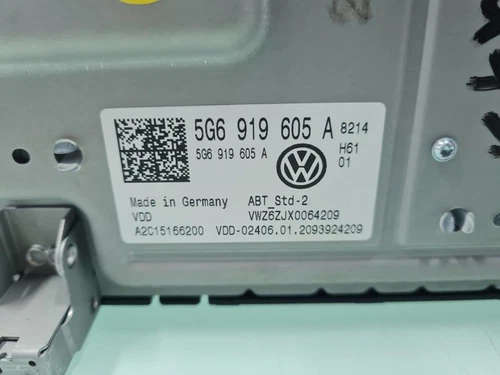 5G6 919 605 A 8214
5G6 919 605 A H61
01
Made in Germany ABT_Std-2
VDD VWZ6ZJX0064209
A2C15166200 VDD-02406.01.2093924209